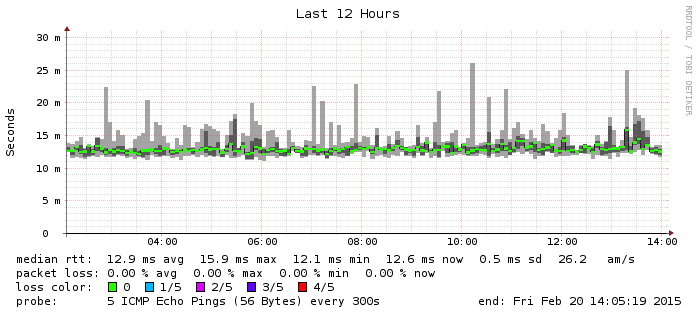 Last 12 Hours
RRDTOOL / TOBI OETIKER
Seconds
30 m
25 m
20 m
15 m
10 m
5 m
0
04:00 06:00 08:00 10:00 12:00 14:00
median rtt: 12.9 ms avg 15.9 ms max 12.1 ms min 12.6 ms now 0.5 ms sd 26.2 am/s
packet loss: 0.00 % avg 0.00 % max 0.00 % min 0.00 % now
loss color: 0 1/5 2/5 3/5 4/5
probe: 5 ICMP Echo Pings (56 Bytes) every 300s end: Fri Feb 20 14:05:19 2015